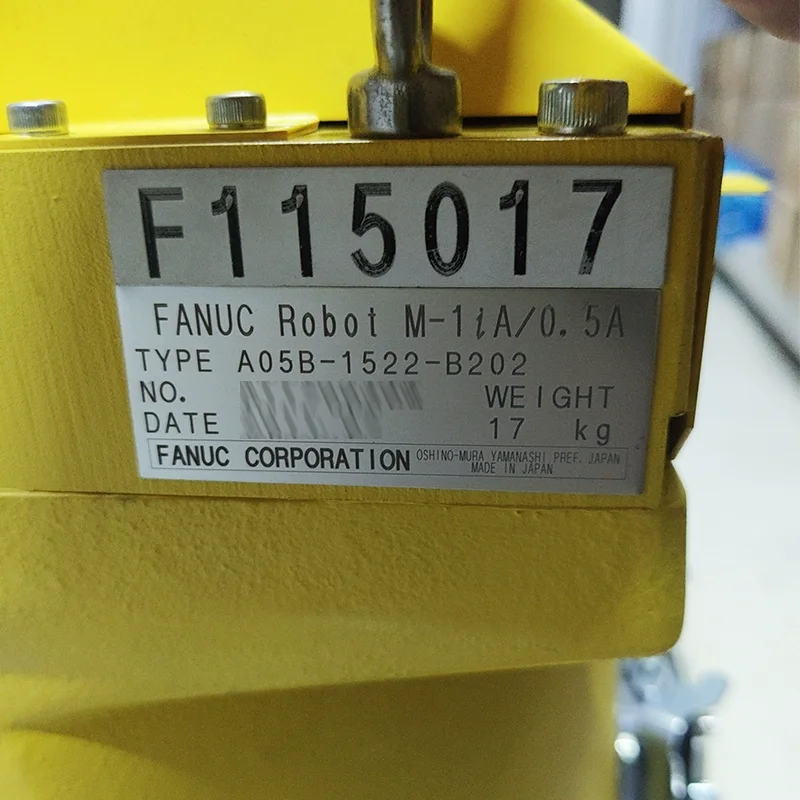 F115017
FANUC Robot M-1iA/0.5A
TYPE A05B-1522-B202
NO.
WEIGHT
DATE
17 kg
FANUC CORPORATION
OSHINO-MURA YAMANASHI PREF. JAPAN
MADE IN JAPAN